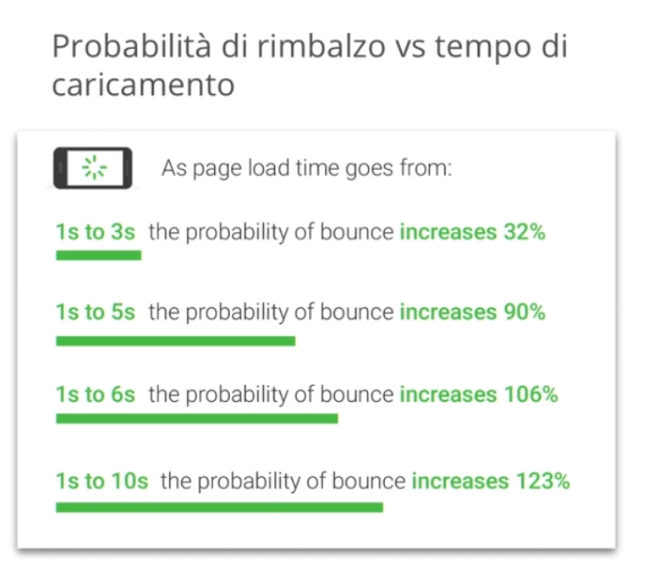 Probabilità di rimbalzo vs tempo di
caricamento
As page load time goes from:
1s to 3s the probability of bounce increases 32%
1s to 5s the probability of bounce increases 90%
1s to 6s the probability of bounce increases 106%
1s to 10s the probability of bounce increases 123%